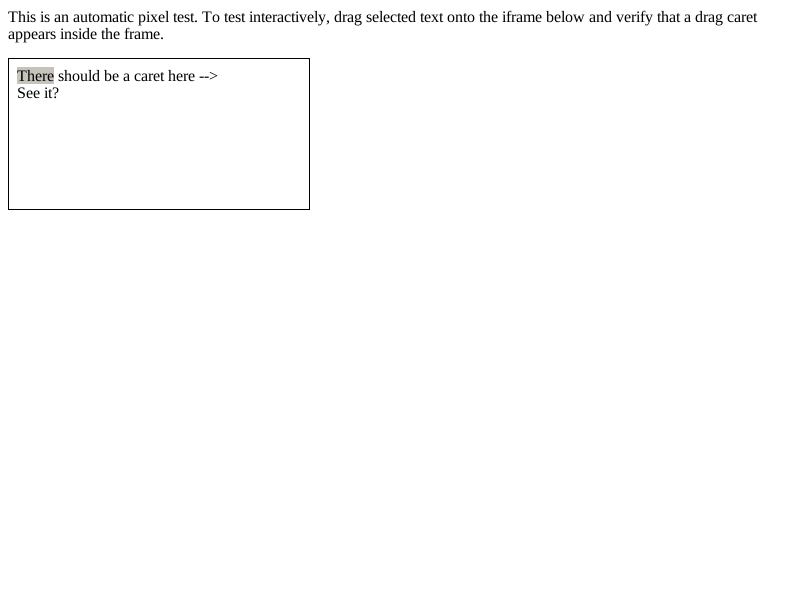 This is an automatic pixel test. To test interactively, drag selected text onto the iframe below and verify that a drag caret
appears inside the frame.
There should be a caret here -->
See it?